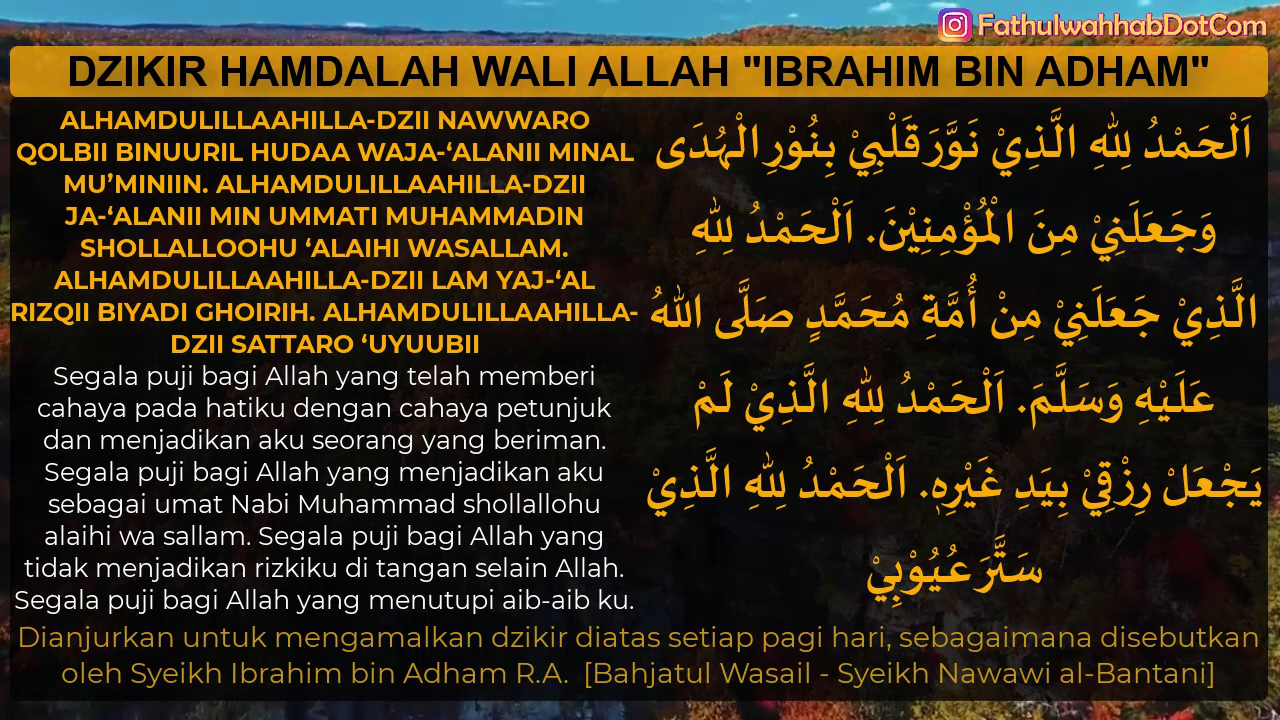 FathulwahhabDotCom
DZIKIR HAMDALAH WALI ALLAH "IBRAHIM BIN ADHAM"
ALHAMDULILLAAHILLA-DZII NAWWARO
QOLBII BINUURIL HUDAA WAJA-‘ALANII MINAL
MU’MINIIN. ALHAMDULILLAAHILLA-DZII
JA-‘ALANII MIN UMMATI MUHAMMADIN
SHOLLALLOOHU ‘ALAIHI WASALLAM.
ALHAMDULILLAAHILLA-DZII LAM YAJ-‘AL
RIZQII BIYADI GHOIRIH. ALHAMDULILLAAHILLA-
DZII SATTARO ‘UYUUBII
Segala puji bagi Allah yang telah memberi
cahaya pada hatiku dengan cahaya petunjuk
dan menjadikan aku seorang yang beriman.
Segala puji bagi Allah yang menjadikan aku
sebagai umat Nabi Muhammad shollallohu
alaihi wa sallam. Segala puji bagi Allah yang
tidak menjadikan rizkiku di tangan selain Allah.
Segala puji bagi Allah yang menutupi aib-aib ku.
اَلْحَمْدُ لِلّٰهِ الَّذِيْ نَوَّرَ قَلْبِيْ بِنُوْرِ الْهُدَى
وَجَعَلَنِيْ مِنَ الْمُؤْمِنِيْنَ. اَلْحَمْدُ لِلّٰهِ
الَّذِيْ جَعَلَنِيْ مِنْ أُمَّةِ مُحَمَّدٍ صَلَّى اللهُ
عَلَيْهِ وَسَلَّمَ. اَلْحَمْدُ لِلّٰهِ الَّذِيْ لَمْ
يَجْعَلْ رِزْقِيْ بِيَدِ غَيْرِهٖ. اَلْحَمْدُ لِلّٰهِ الَّذِيْ
سَتَّرَ عُيُوْبِيْ
Dianjurkan untuk mengamalkan dzikir diatas setiap pagi hari, sebagaimana disebutkan
oleh Syeikh Ibrahim bin Adham R.A. [Bahjatul Wasail - Syeikh Nawawi al-Bantani]